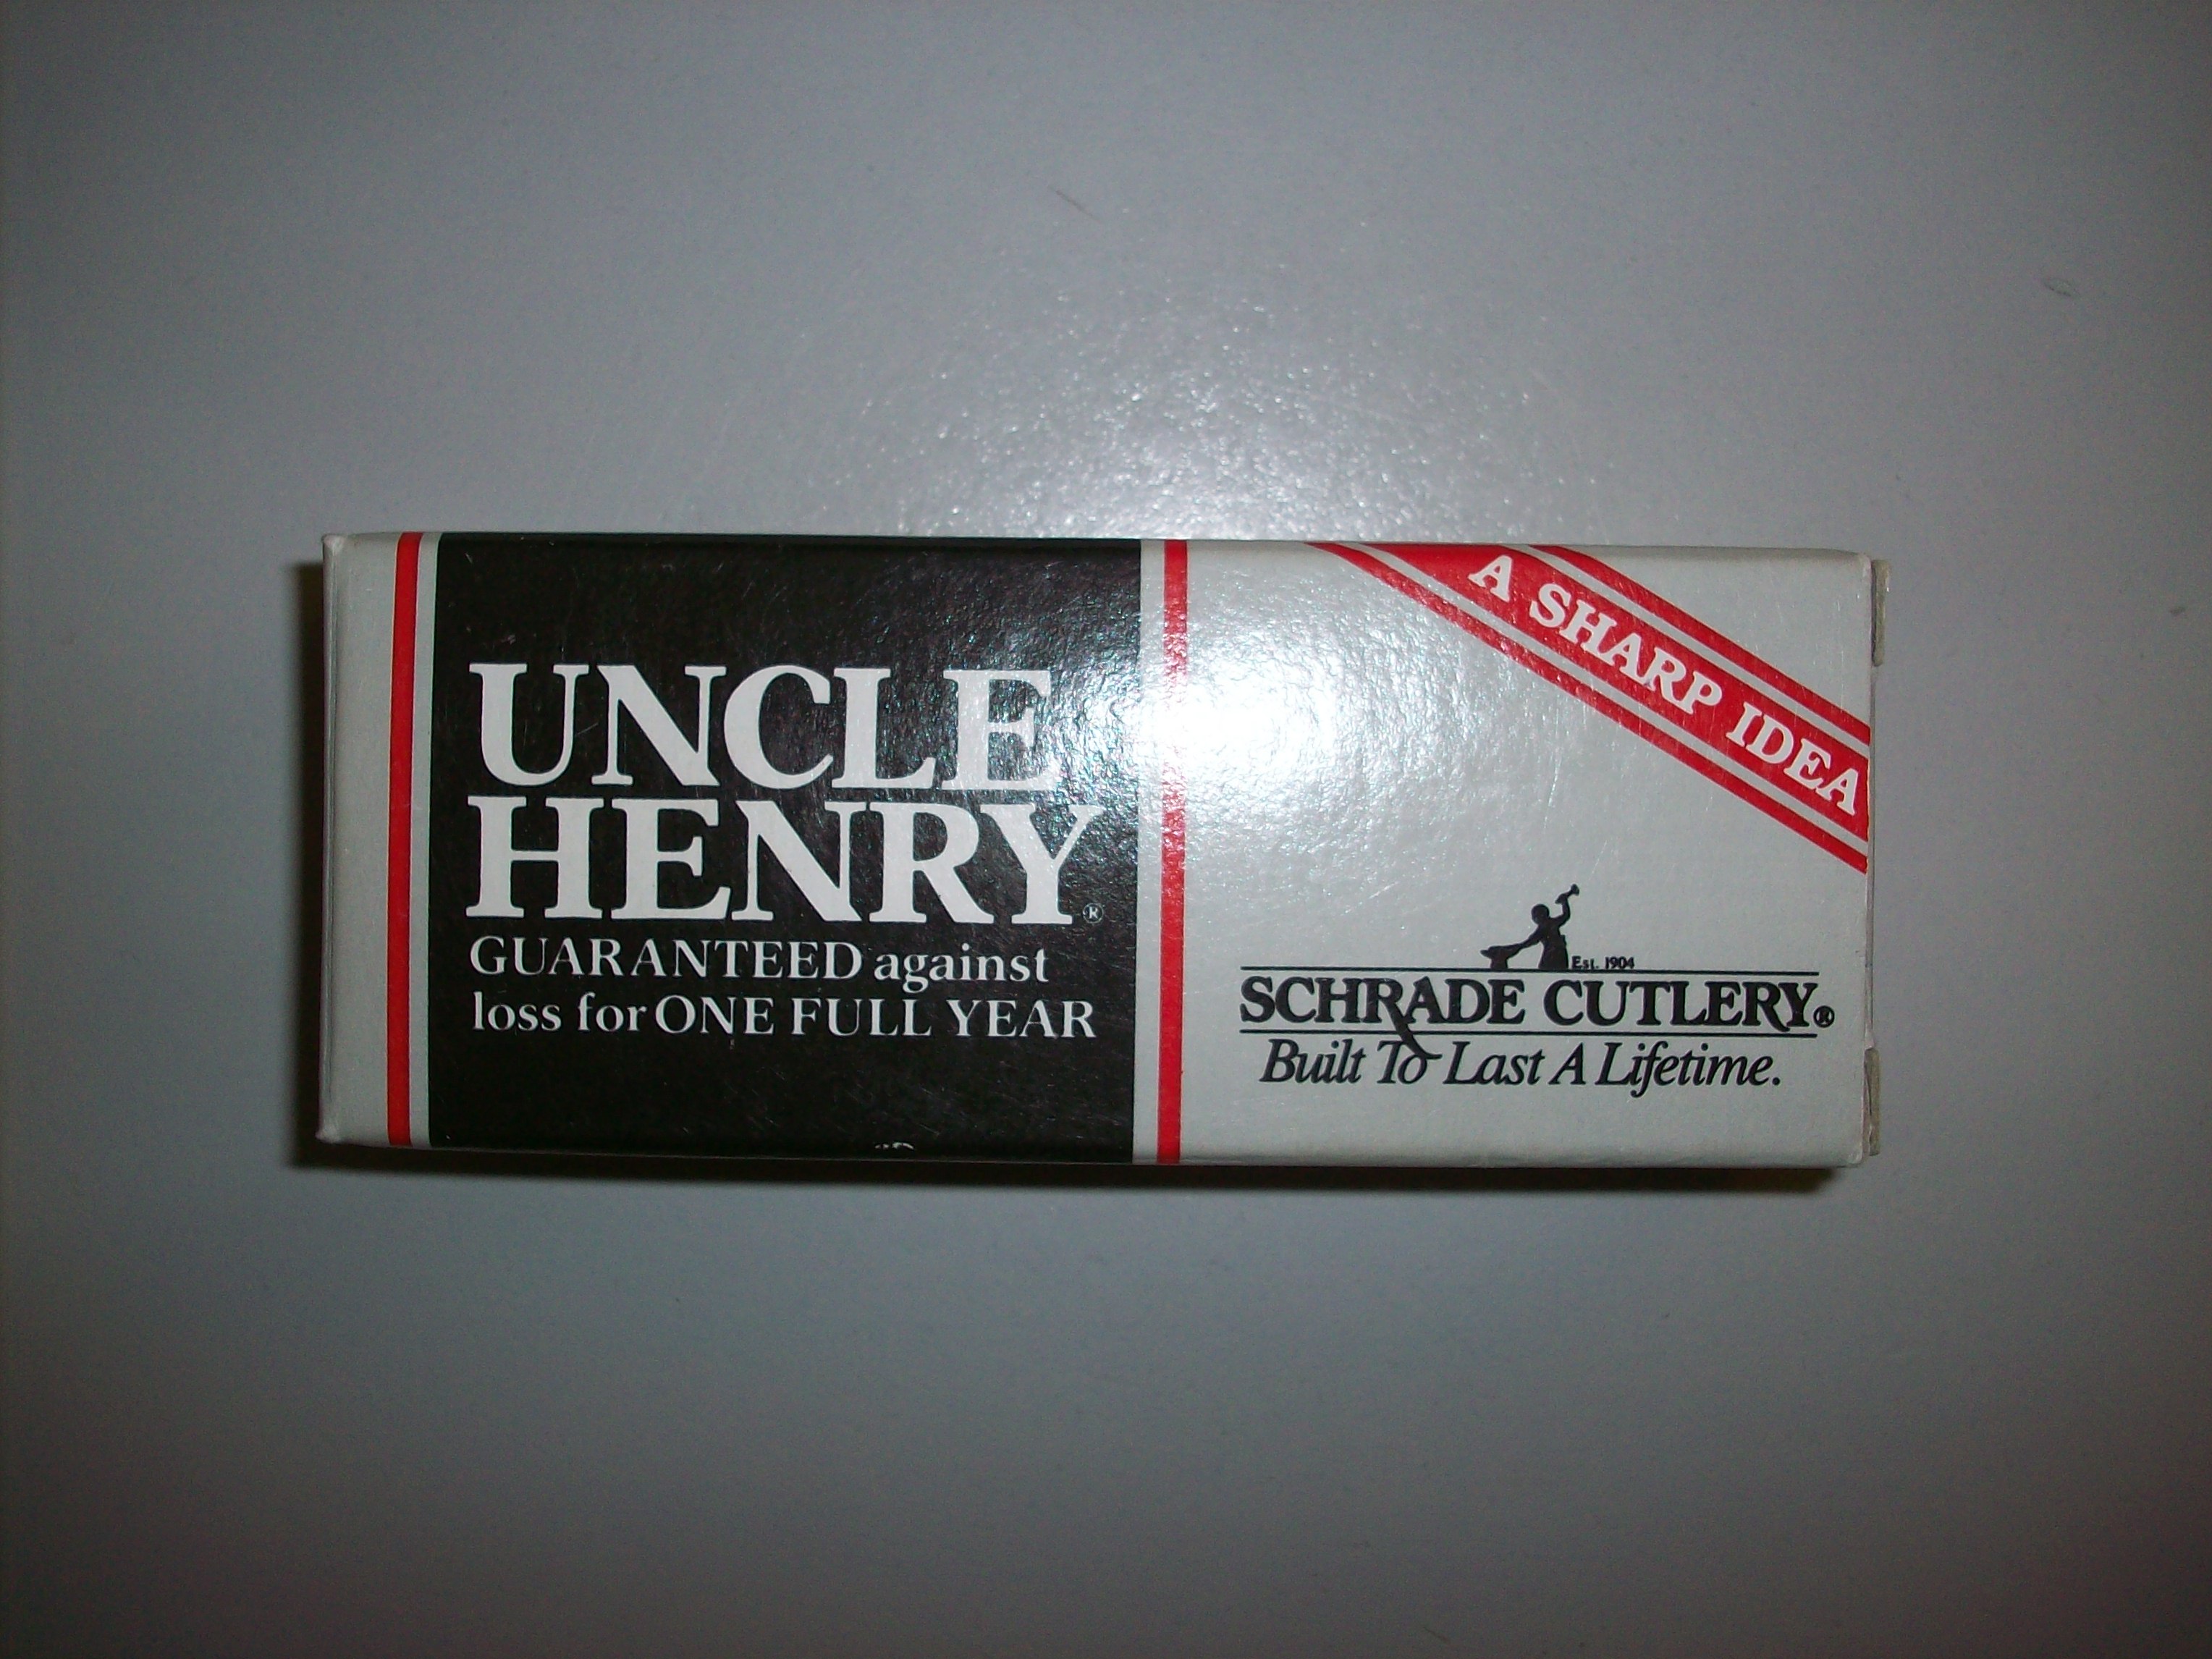 UNCLE
HENRY®
GUARANTEED against
loss for ONE FULL YEAR
A SHARP IDEA
Est. 1904
SCHRADE CUTLERY®
Built To Last A Lifetime.